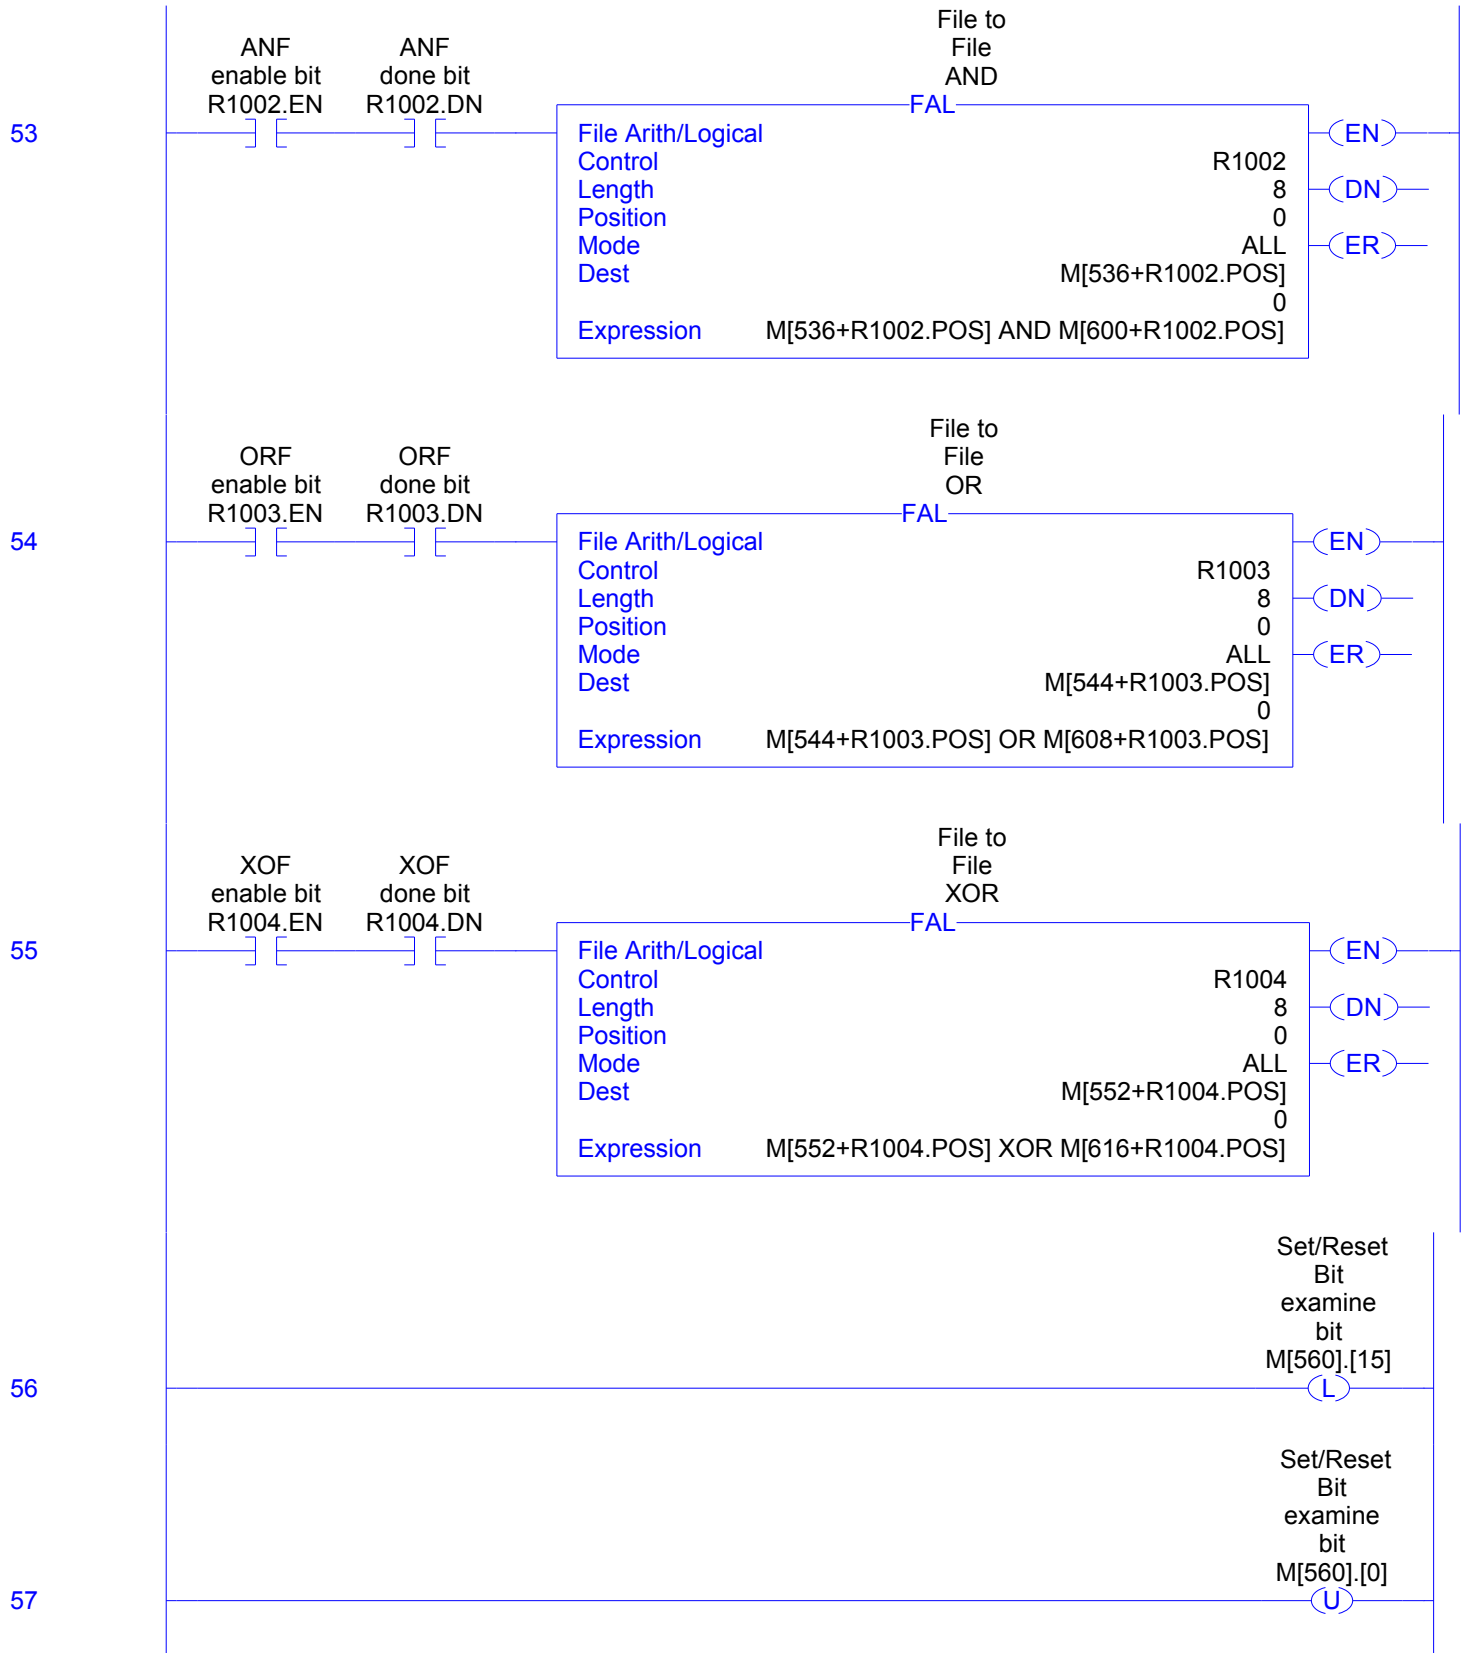 File to
File
AND
ANF
enable bit
R1002.EN
ANF
done bit
R1002.DN
53
FAL
File Arith/Logical
Control R1002
Length 8
Position 0
Mode ALL
Dest M[536+R1002.POS]
0
Expression M[536+R1002.POS] AND M[600+R1002.POS]
EN
DN
ER
File to
File
OR
ORF
enable bit
R1003.EN
ORF
done bit
R1003.DN
54
FAL
File Arith/Logical
Control R1003
Length 8
Position 0
Mode ALL
Dest M[544+R1003.POS]
0
Expression M[544+R1003.POS] OR M[608+R1003.POS]
EN
DN
ER
File to
File
XOR
XOF
enable bit
R1004.EN
XOF
done bit
R1004.DN
55
FAL
File Arith/Logical
Control R1004
Length 8
Position 0
Mode ALL
Dest M[552+R1004.POS]
0
Expression M[552+R1004.POS] XOR M[616+R1004.POS]
EN
DN
ER
Set/Reset
Bit
examine
bit
M[560].[15]
56
L
Set/Reset
Bit
examine
bit
M[560].[0]
57
U